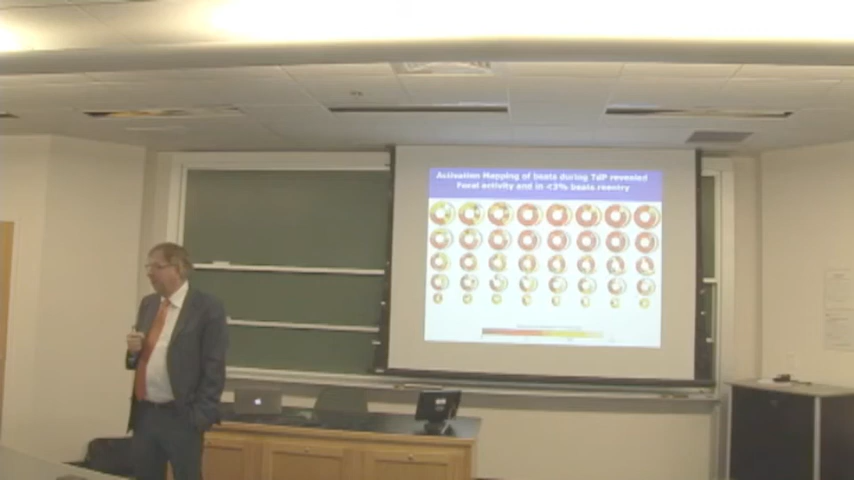 Activation Mapping of beats during TdP revealed
Focal activity and in <3% beats reentry